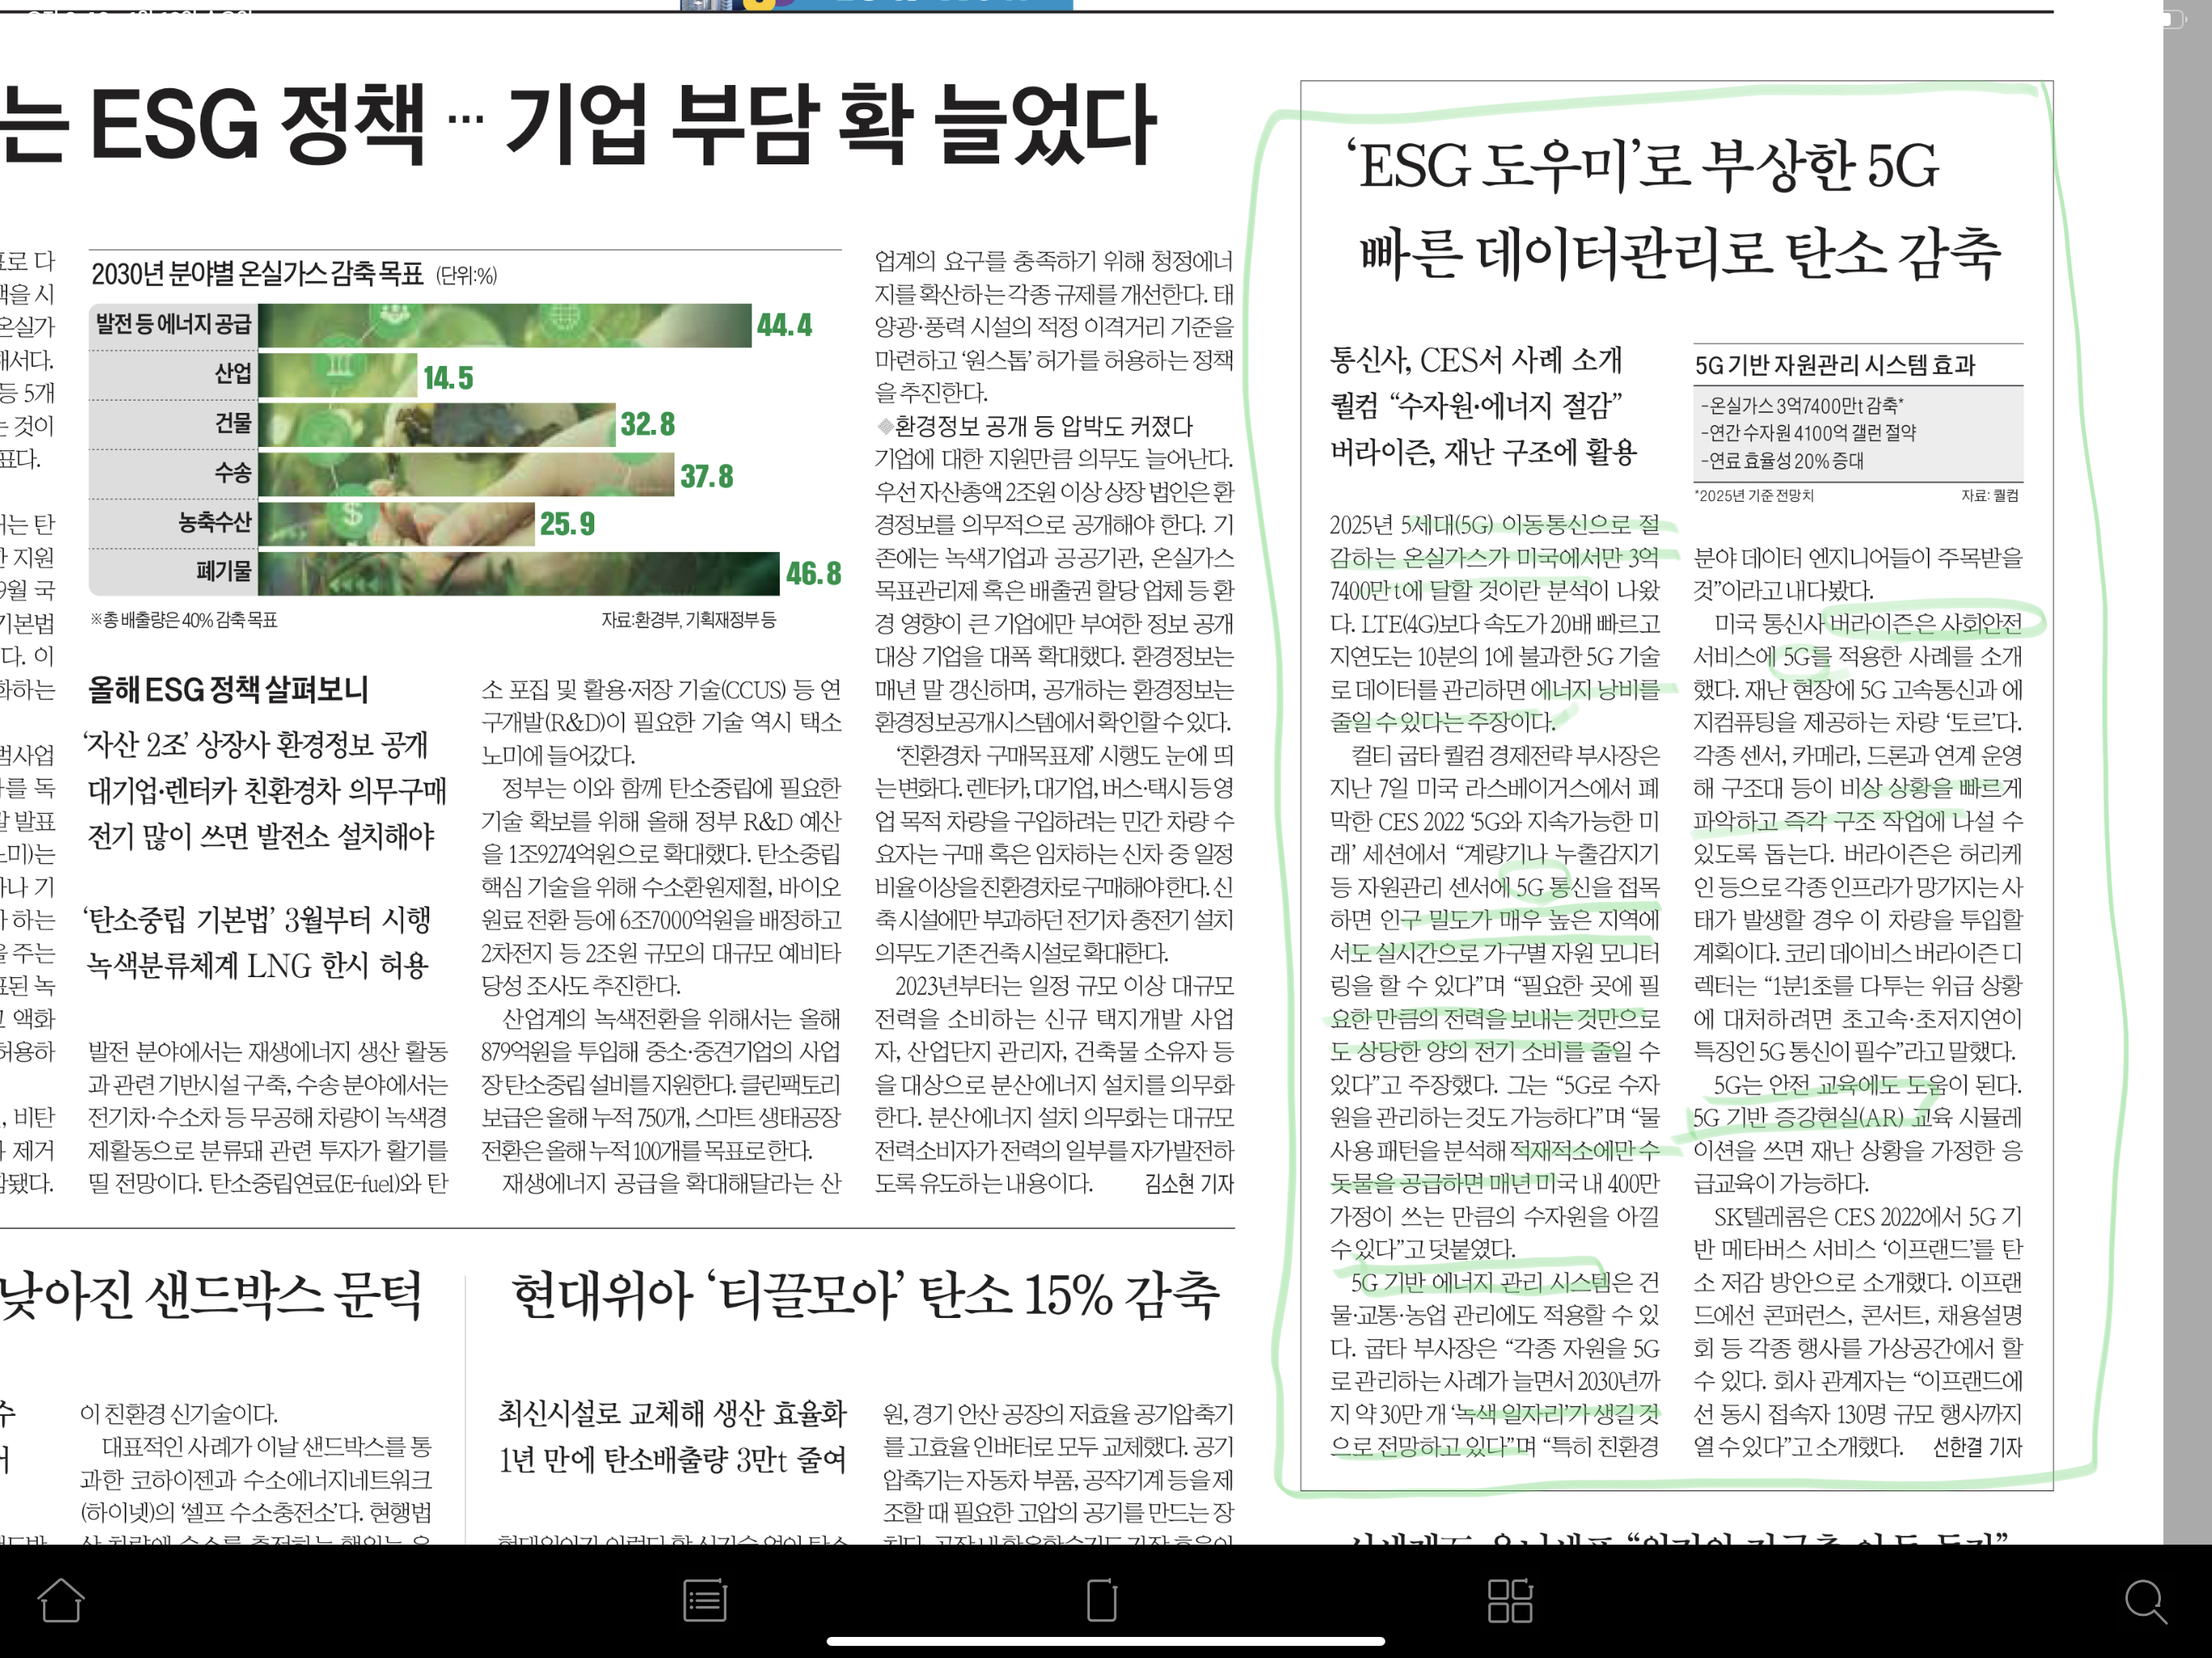 는 ESG 정책 … 기업 부담 확 늘었다
표로 다
책을 시
온실가
해서다.
등 5개
는 것이
표다.
는 탄
한 지원
9월 국
기본법
다. 이
화하는
범사업
를 독
발 발표
노미)는
나 기
하는
을 주는
표된 녹
액화
허용하
, 비탄
제거
함됐다.
2030년 분야별 온실가스 감축 목표 (단위:%)
발전 등 에너지 공급 44.4
산업 14.5
건물 32.8
수송 37.8
농축수산 25.9
폐기물 46.8
※총 배출량은 40% 감축 목표 자료:환경부, 기획재정부 등
올해 ESG 정책 살펴보니
‘자산 2조’ 상장사 환경정보 공개
대기업·렌터카 친환경차 의무구매
전기 많이 쓰면 발전소 설치해야
‘탄소중립 기본법’ 3월부터 시행
녹색분류체계 LNG 한시 허용
발전 분야에서는 재생에너지 생산 활동
과 관련 기반시설 구축, 수송 분야에서는
전기차·수소차 등 무공해 차량이 녹색경
제활동으로 분류돼 관련 투자가 활기를
띨 전망이다. 탄소중립연료(E-fuel)와 탄
소 포집 및 활용·저장 기술(CCUS) 등 연
구개발(R&D)이 필요한 기술 역시 택소
노미에 들어갔다.
정부는 이와 함께 탄소중립에 필요한
기술 확보를 위해 올해 정부 R&D 예산
을 1조9274억원으로 확대했다. 탄소중립
핵심 기술을 위해 수소환원제철, 바이오
원료 전환 등에 6조7000억원을 배정하고
2차전지 등 2조원 규모의 대규모 예비타
당성 조사도 추진한다.
산업계의 녹색전환을 위해서는 올해
879억원을 투입해 중소·중견기업의 사업
장 탄소중립 설비를 지원한다. 클린팩토리
보급은 올해 누적 750개, 스마트 생태공장
전환은 올해 누적 100개를 목표로 한다.
재생에너지 공급을 확대해달라는 산
업계의 요구를 충족하기 위해 청정에너
지를 확산하는 각종 규제를 개선한다. 태
양광·풍력 시설의 적정 이격거리 기준을
마련하고 ‘원스톱’ 허가를 허용하는 정책
을 추진한다.
◆환경정보 공개 등 압박도 커졌다
기업에 대한 지원만큼 의무도 늘어난다.
우선 자산총액 2조원 이상 상장 법인은 환
경정보를 의무적으로 공개해야 한다. 기
존에는 녹색기업과 공공기관, 온실가스
목표관리제 혹은 배출권 할당 업체 등 환
경 영향이 큰 기업에만 부여한 정보 공개
대상 기업을 대폭 확대했다. 환경정보는
매년 말 갱신하며, 공개하는 환경정보는
환경정보공개시스템에서 확인할 수 있다.
‘친환경차 구매목표제’ 시행도 눈에 띄
는 변화다. 렌터카, 대기업, 버스·택시 등 영
업 목적 차량을 구입하려는 민간 차량 수
요자는 구매 혹은 임차하는 신차 중 일정
비율 이상을 친환경차로 구매해야 한다. 신
축 시설에만 부과하던 전기차 충전기 설치
의무도 기존 건축 시설로 확대한다.
2023년부터는 일정 규모 이상 대규모
전력을 소비하는 신규 택지개발 사업
자, 산업단지 관리자, 건축물 소유자 등
을 대상으로 분산에너지 설치를 의무화
한다. 분산에너지 설치 의무화는 대규모
전력소비자가 전력의 일부를 자가발전하
도록 유도하는 내용이다. 김소현 기자
‘ESG 도우미’로 부상한 5G
빠른 데이터관리로 탄소 감축
통신사, CES서 사례 소개
퀄컴 “수자원·에너지 절감”
버라이즌, 재난 구조에 활용
5G 기반 자원관리 시스템 효과
-온실가스 3억7400만t 감축*
-연간 수자원 4100억 갤런 절약
-연료 효율성 20% 증대
*2025년 기준 전망치 자료: 퀄컴
2025년 5세대(5G) 이동통신으로 절
감하는 온실가스가 미국에서만 3억
7400만t에 달할 것이란 분석이 나왔
다. LTE(4G)보다 속도가 20배 빠르고
지연도는 10분의 1에 불과한 5G 기술
로 데이터를 관리하면 에너지 낭비를
줄일 수 있다는 주장이다.
컬티 굽타 퀄컴 경제전략 부사장은
지난 7일 미국 라스베이거스에서 폐
막한 CES 2022 ‘5G와 지속가능한 미
래’ 세션에서 “계량기나 누출감지기
등 자원관리 센서에 5G 통신을 접목
하면 인구 밀도가 매우 높은 지역에
서도 실시간으로 가구별 자원 모니터
링을 할 수 있다”며 “필요한 곳에 필
요한 만큼의 전력을 보내는 것만으로
도 상당한 양의 전기 소비를 줄일 수
있다”고 주장했다. 그는 “5G로 수자
원을 관리하는 것도 가능하다”며 “물
사용 패턴을 분석해 적재적소에만 수
돗물을 공급하면 매년 미국 내 400만
가정이 쓰는 만큼의 수자원을 아낄
수 있다”고 덧붙였다.
5G 기반 에너지 관리 시스템은 건
물·교통·농업 관리에도 적용할 수 있
다. 굽타 부사장은 “각종 자원을 5G
로 관리하는 사례가 늘면서 2030년까
지 약 30만 개 ‘녹색 일자리’가 생길 것
으로 전망하고 있다”며 “특히 친환경
분야 데이터 엔지니어들이 주목받을
것”이라고 내다봤다.
미국 통신사 버라이즌은 사회안전
서비스에 5G를 적용한 사례를 소개
했다. 재난 현장에 5G 고속통신과 에
지컴퓨팅을 제공하는 차량 ‘토르’다.
각종 센서, 카메라, 드론과 연계 운영
해 구조대 등이 비상 상황을 빠르게
파악하고 즉각 구조 작업에 나설 수
있도록 돕는다. 버라이즌은 허리케
인 등으로 각종 인프라가 망가지는 사
태가 발생할 경우 이 차량을 투입할
계획이다. 코리 데이비스 버라이즌 디
렉터는 “1분1초를 다투는 위급 상황
에 대처하려면 초고속·초저지연이
특징인 5G 통신이 필수”라고 말했다.
5G는 안전 교육에도 도움이 된다.
5G 기반 증강현실(AR) 교육 시뮬레
이션을 쓰면 재난 상황을 가정한 응
급교육이 가능하다.
SK텔레콤은 CES 2022에서 5G 기
반 메타버스 서비스 ‘이프랜드’를 탄
소 저감 방안으로 소개했다. 이프랜
드에선 콘퍼런스, 콘서트, 채용설명
회 등 각종 행사를 가상공간에서 할
수 있다. 회사 관계자는 “이프랜드에
선 동시 접속자 130명 규모 행사까지
열 수 있다”고 소개했다. 선한결 기자
낮아진 샌드박스 문턱
이 친환경 신기술이다.
대표적인 사례가 이날 샌드박스를 통
과한 코하이젠과 수소에너지네트워크
(하이넷)의 ‘셀프 수소충전소’다. 현행법
현대위아 ‘티끌모아’ 탄소 15% 감축
최신시설로 교체해 생산 효율화
1년 만에 탄소배출량 3만t 줄여
원, 경기 안산 공장의 저효율 공기압축기
를 고효율 인버터로 모두 교체했다. 공기
압축기는 자동차 부품, 공작기계 등을 제
조할 때 필요한 고압의 공기를 만드는 장